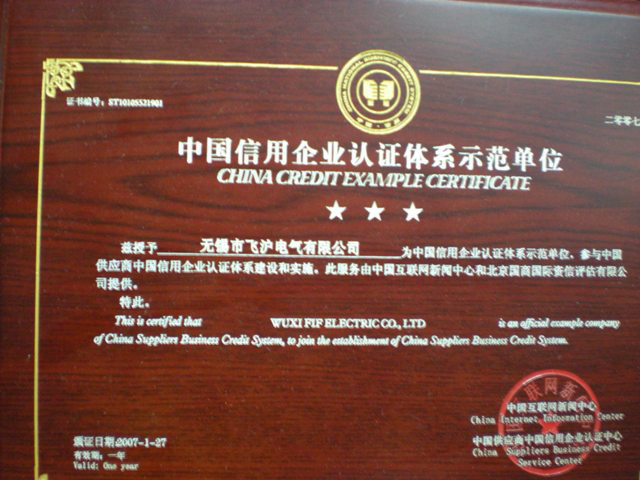 证书编号：ST10105321901
二零零七
中国信用企业认证体系示范单位
CHINA CREDIT EXAMPLE CERTIFICATE
兹授予 无锡市飞沪电气有限公司 为中国信用企业认证体系示范单位、参与中国
供应商中国信用企业认证体系建设和实施。此服务由中国互联网新闻中心和北京国商国际资信评估有限公
司提供。
特此。
This is certified that WUXI FIF ELECTRIC CO., LTD is an official example company
of China Suppliers Business Credit System, to join the establishment of China Suppliers Business Credit System.
中国互联网新闻中心
China Internet Information Center
颁证日期:2007-1-27
中国供应商中国信用企业认证中心
有效期：一年
China Suppliers Business Credit
Valid: One year
Service Center